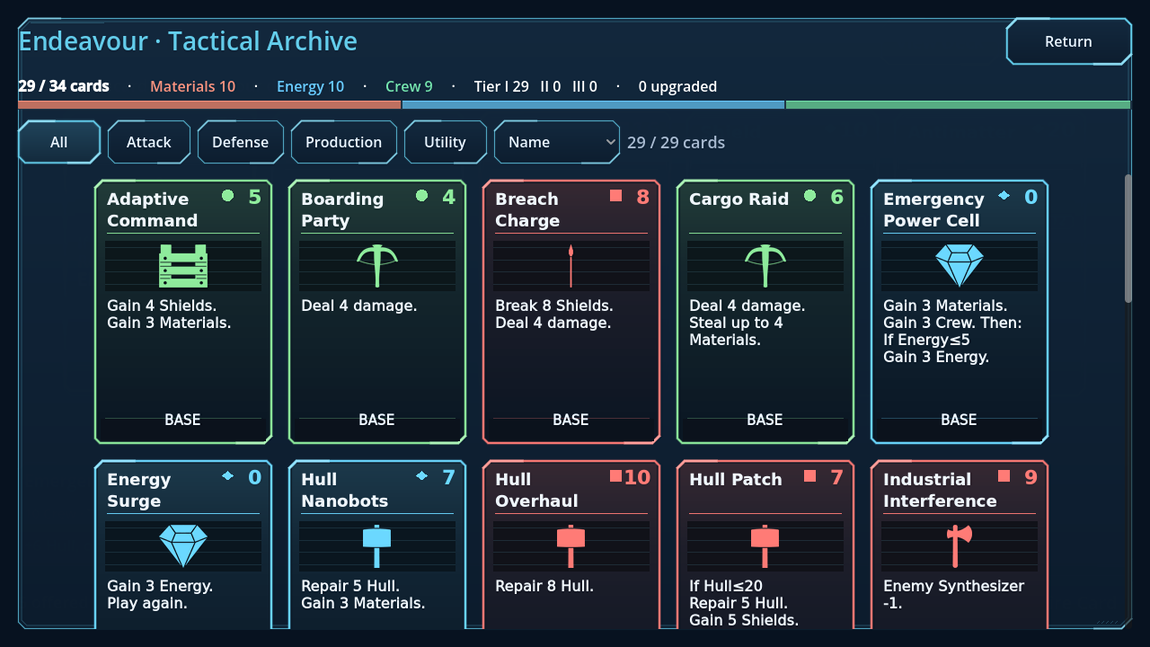 Endeavour · Tactical Archive
Return
29 / 34 cards · Materials 10 · Energy 10 · Crew 9 · Tier I 29 II 0 III 0 · 0 upgraded
All
Attack
Defense
Production
Utility
Name
29 / 29 cards
Adaptive
Command
5
Gain 4 Shields.
Gain 3 Materials.
BASE
Boarding
Party
4
Deal 4 damage.
BASE
Breach
Charge
8
Break 8 Shields.
Deal 4 damage.
BASE
Cargo Raid
6
Deal 4 damage.
Steal up to 4
Materials.
BASE
Emergency
Power Cell
0
Gain 3 Materials.
Gain 3 Crew. Then:
If Energy≤5
Gain 3 Energy.
BASE
Energy
Surge
0
Gain 3 Energy.
Play again.
Hull
Nanobots
7
Repair 5 Hull.
Gain 3 Materials.
Hull
Overhaul
10
Repair 8 Hull.
Hull Patch
7
If Hull≤20
Repair 5 Hull.
Gain 5 Shields.
Industrial
Interference
9
Enemy Synthesizer
-1.